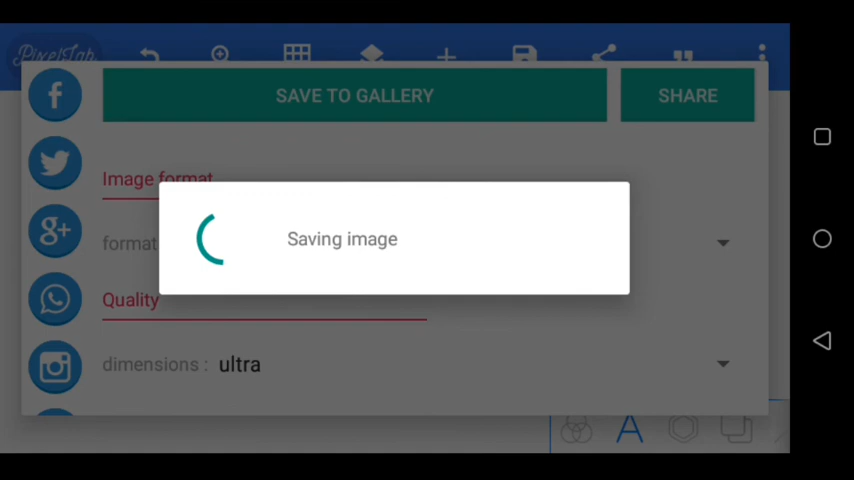 PixelLab
SAVE TO GALLERY
SHARE
Image format
format
Saving image
Quality
dimensions : ultra